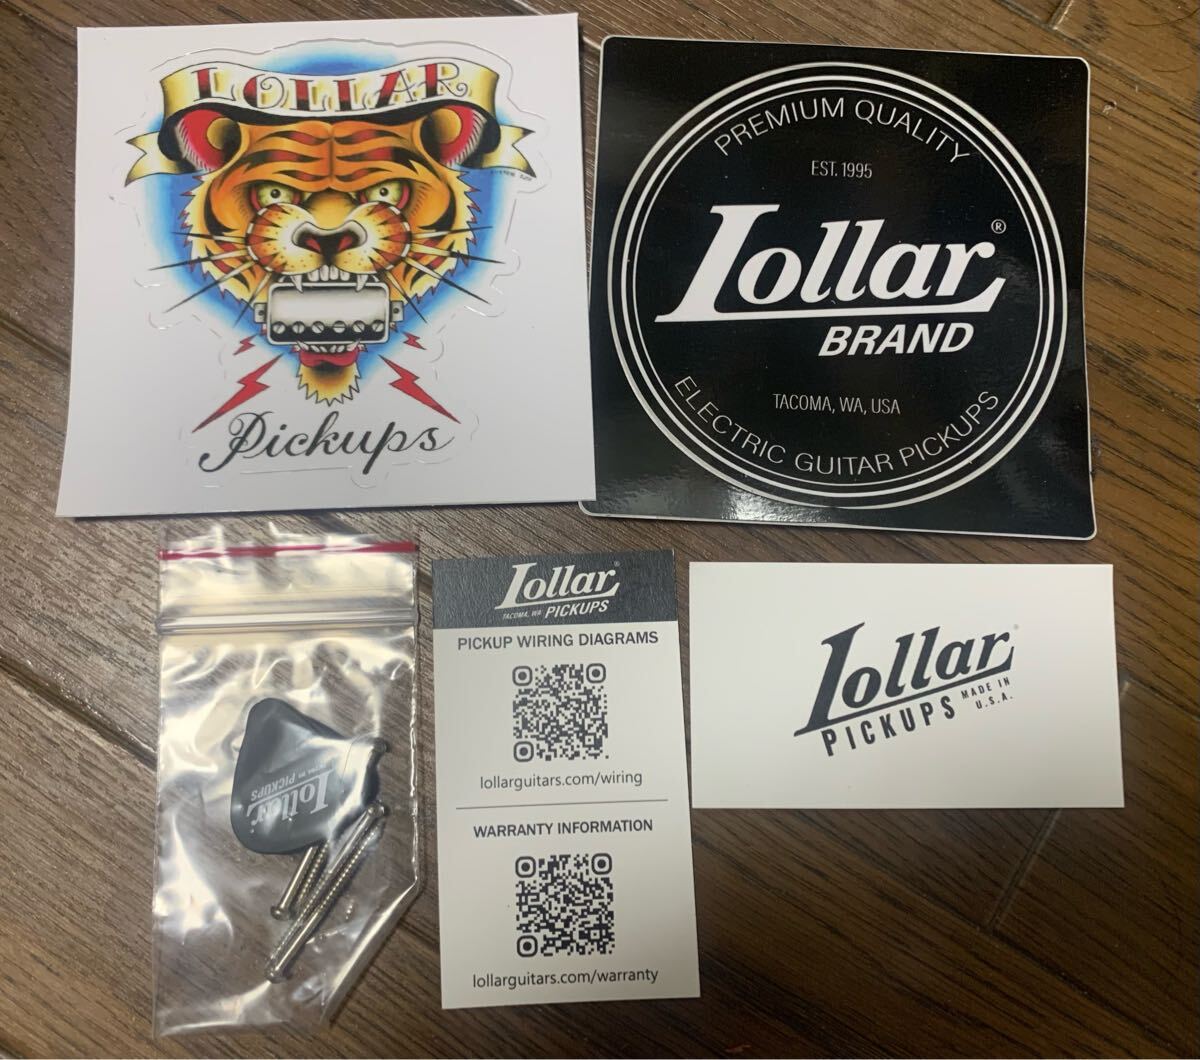 LOLLAR
Pickups
PREMIUM QUALITY
EST. 1995
Lollar®
BRAND
TACOMA, WA, USA
ELECTRIC GUITAR PICKUPS
Lollar
PICKUPS
Lollar®
TACOMA, WA PICKUPS
PICKUP WIRING DIAGRAMS
lollarguitars.com/wiring
WARRANTY INFORMATION
lollarguitars.com/warranty
Lollar
PICKUPS MADE IN
U.S.A.